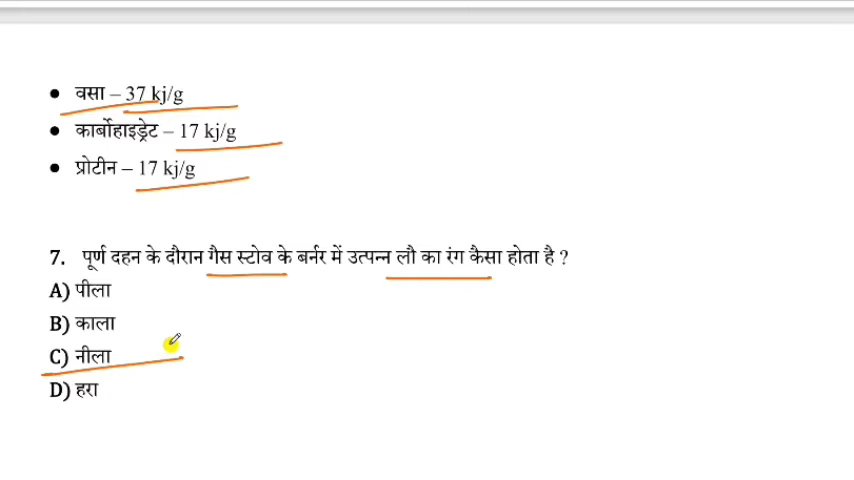 • वसा – 37 kj/g
• कार्बोहाइड्रेट – 17 kj/g
• प्रोटीन – 17 kj/g
7. पूर्ण दहन के दौरान गैस स्टोव के बर्नर में उत्पन्न लौ का रंग कैसा होता है ?
A) पीला
B) काला
C) नीला
D) हरा